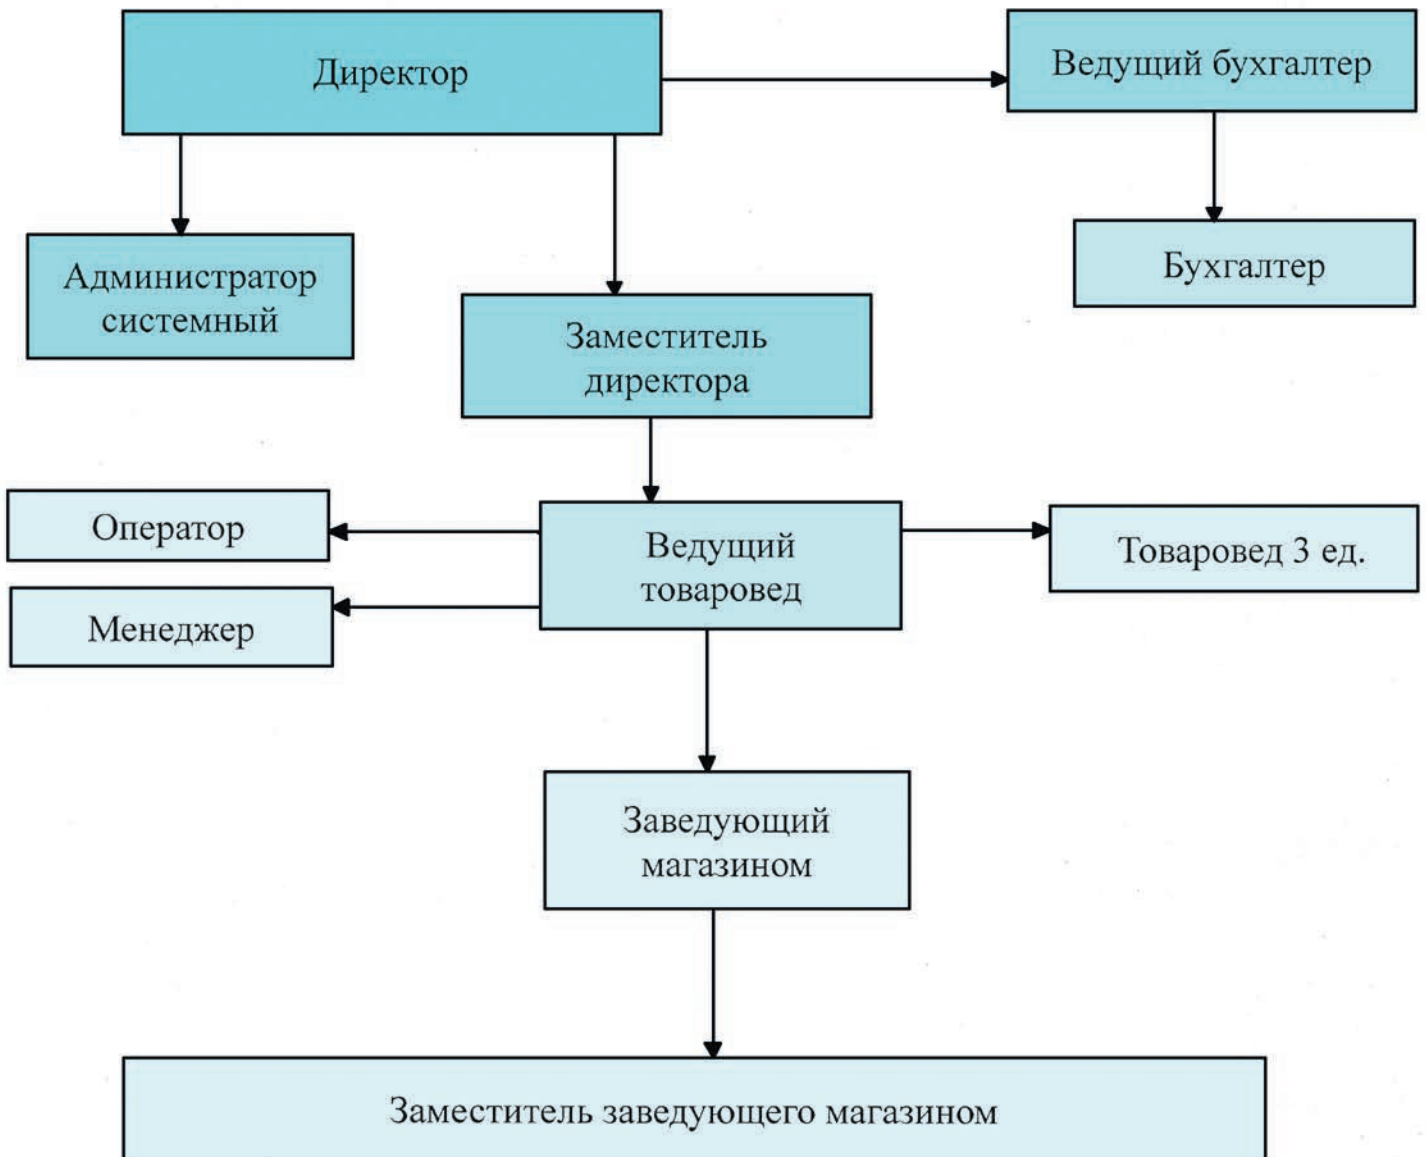 Директор
Ведущий бухгалтер
Администратор
системный
Бухгалтер
Заместитель
директора
Оператор
Ведущий
товаровед
Товаровед 3 ед.
Менеджер
Заведующий
магазином
Заместитель заведующего магазином